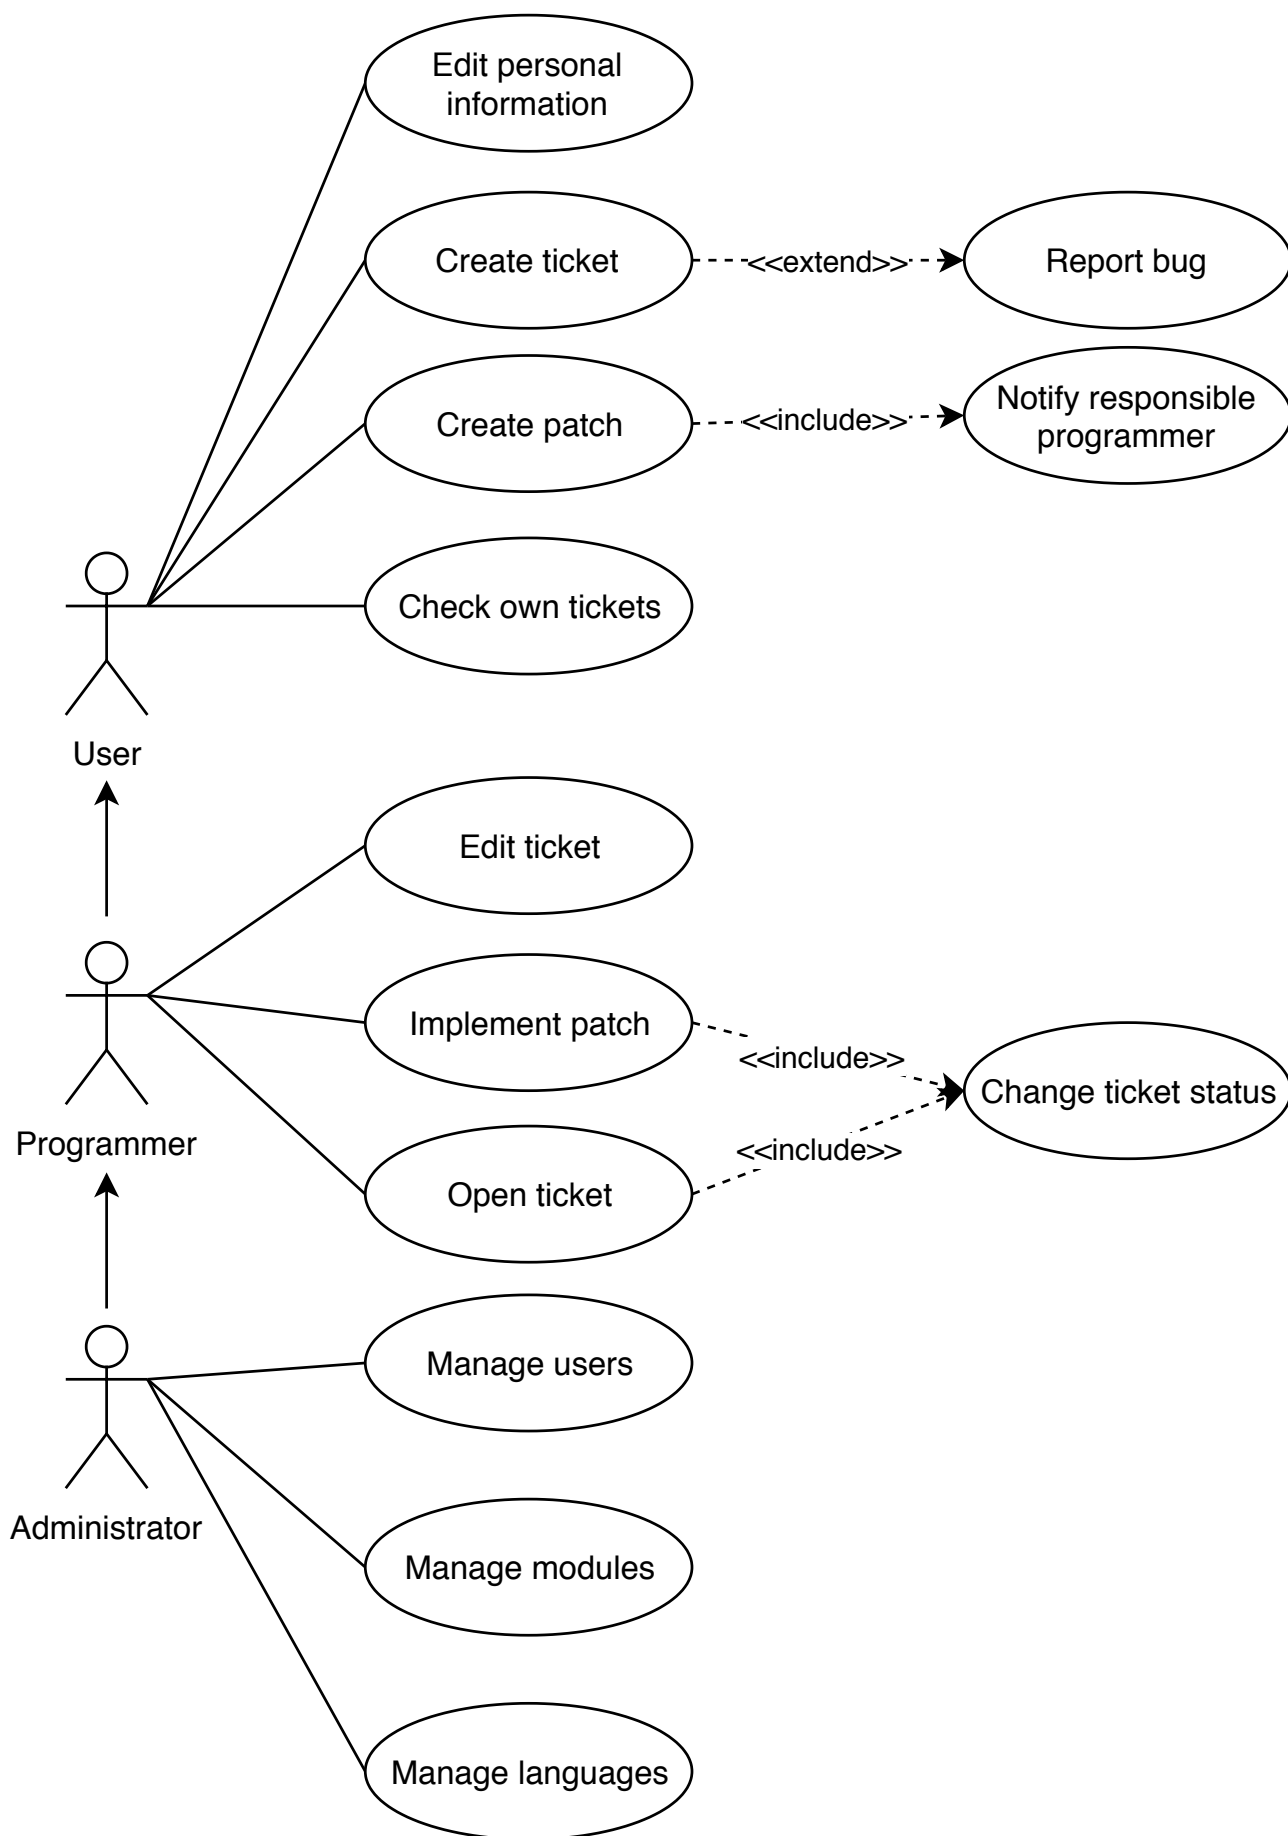 Edit personal
information
Create ticket
<<extend>>
Report bug
Create patch
<<include>>
Notify responsible
programmer
Check own tickets
User
Edit ticket
Implement patch
<<include>>
Change ticket status
Programmer
<<include>>
Open ticket
Manage users
Administrator
Manage modules
Manage languages